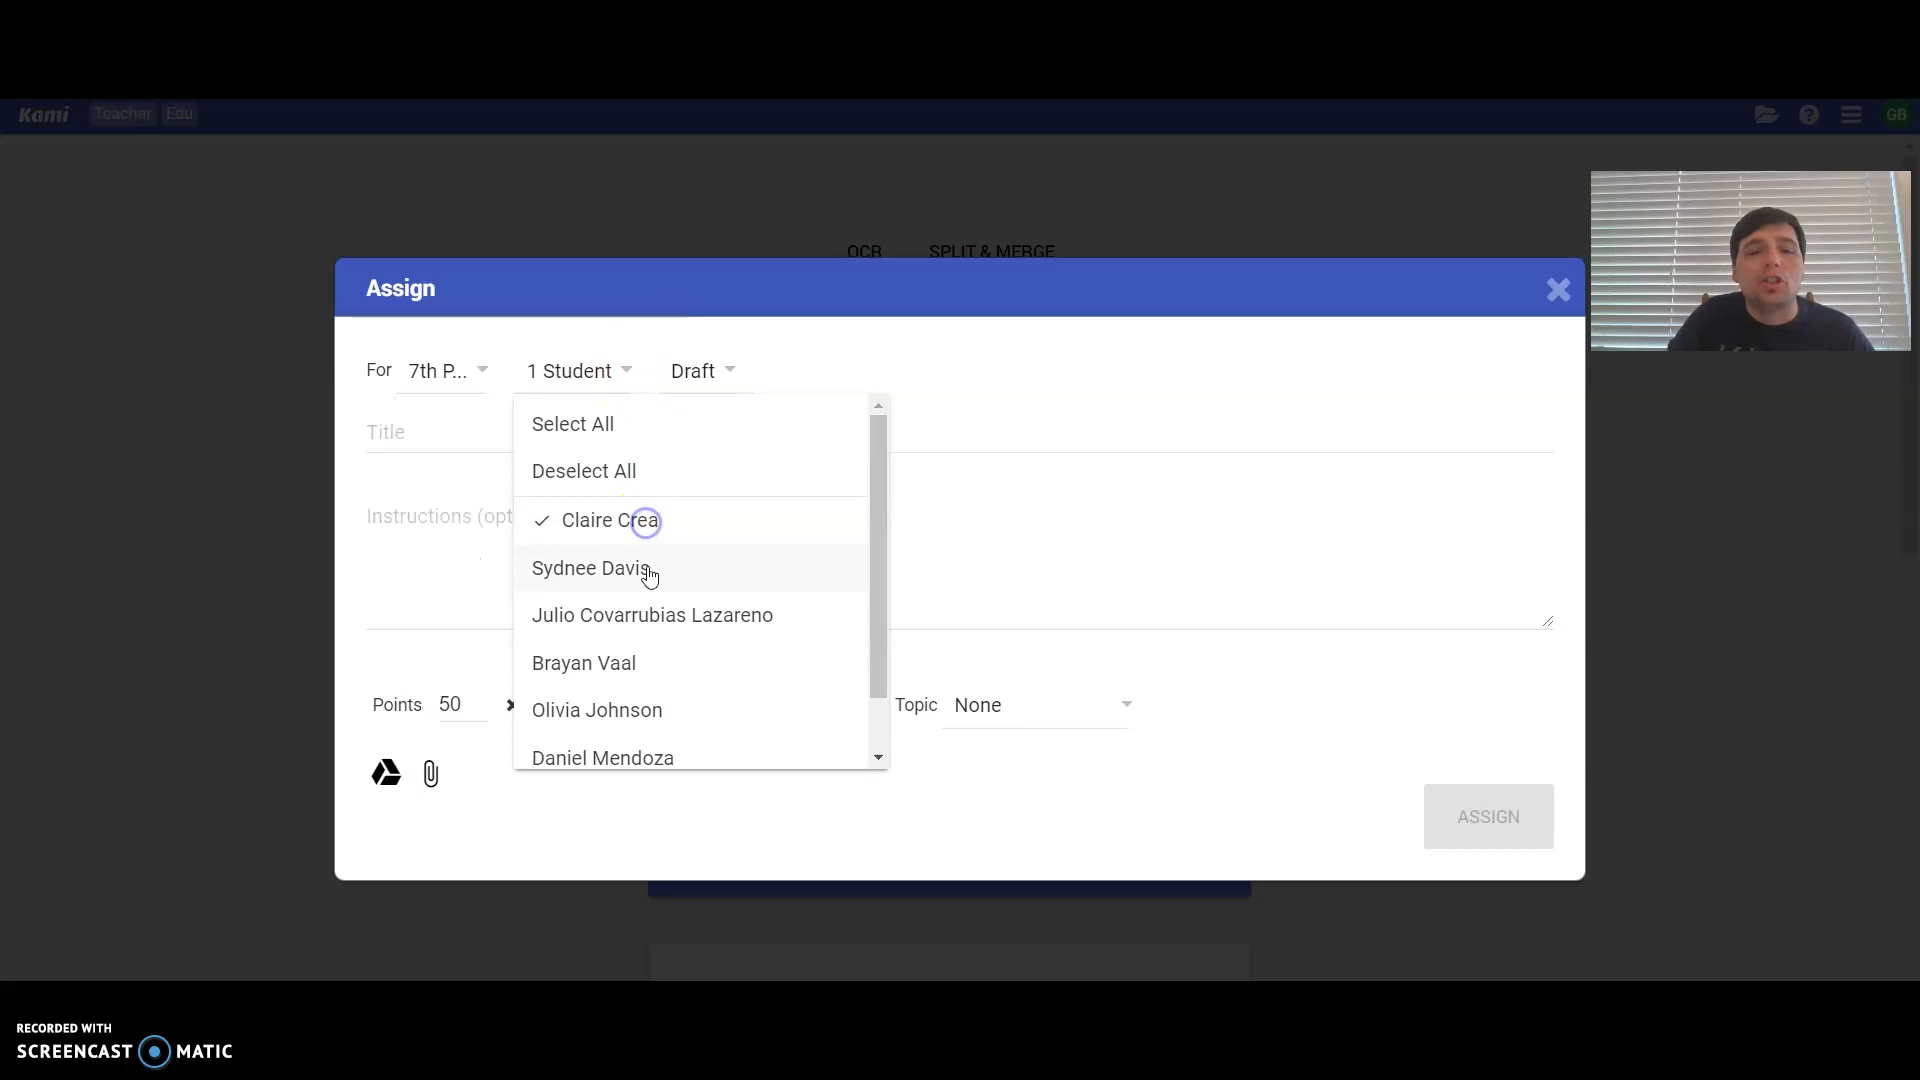 Kami Teacher Edu
GB
OCR SPLIT & MERGE
Assign
For 7th P... 1 Student Draft
Title
Select All
Deselect All
Instructions (opt
Claire Crea
Sydnee Davis
Julio Covarrubias Lazareno
Brayan Vaal
Olivia Johnson
Daniel Mendoza
Points 50
Topic None
ASSIGN
RECORDED WITH
SCREENCAST MATIC